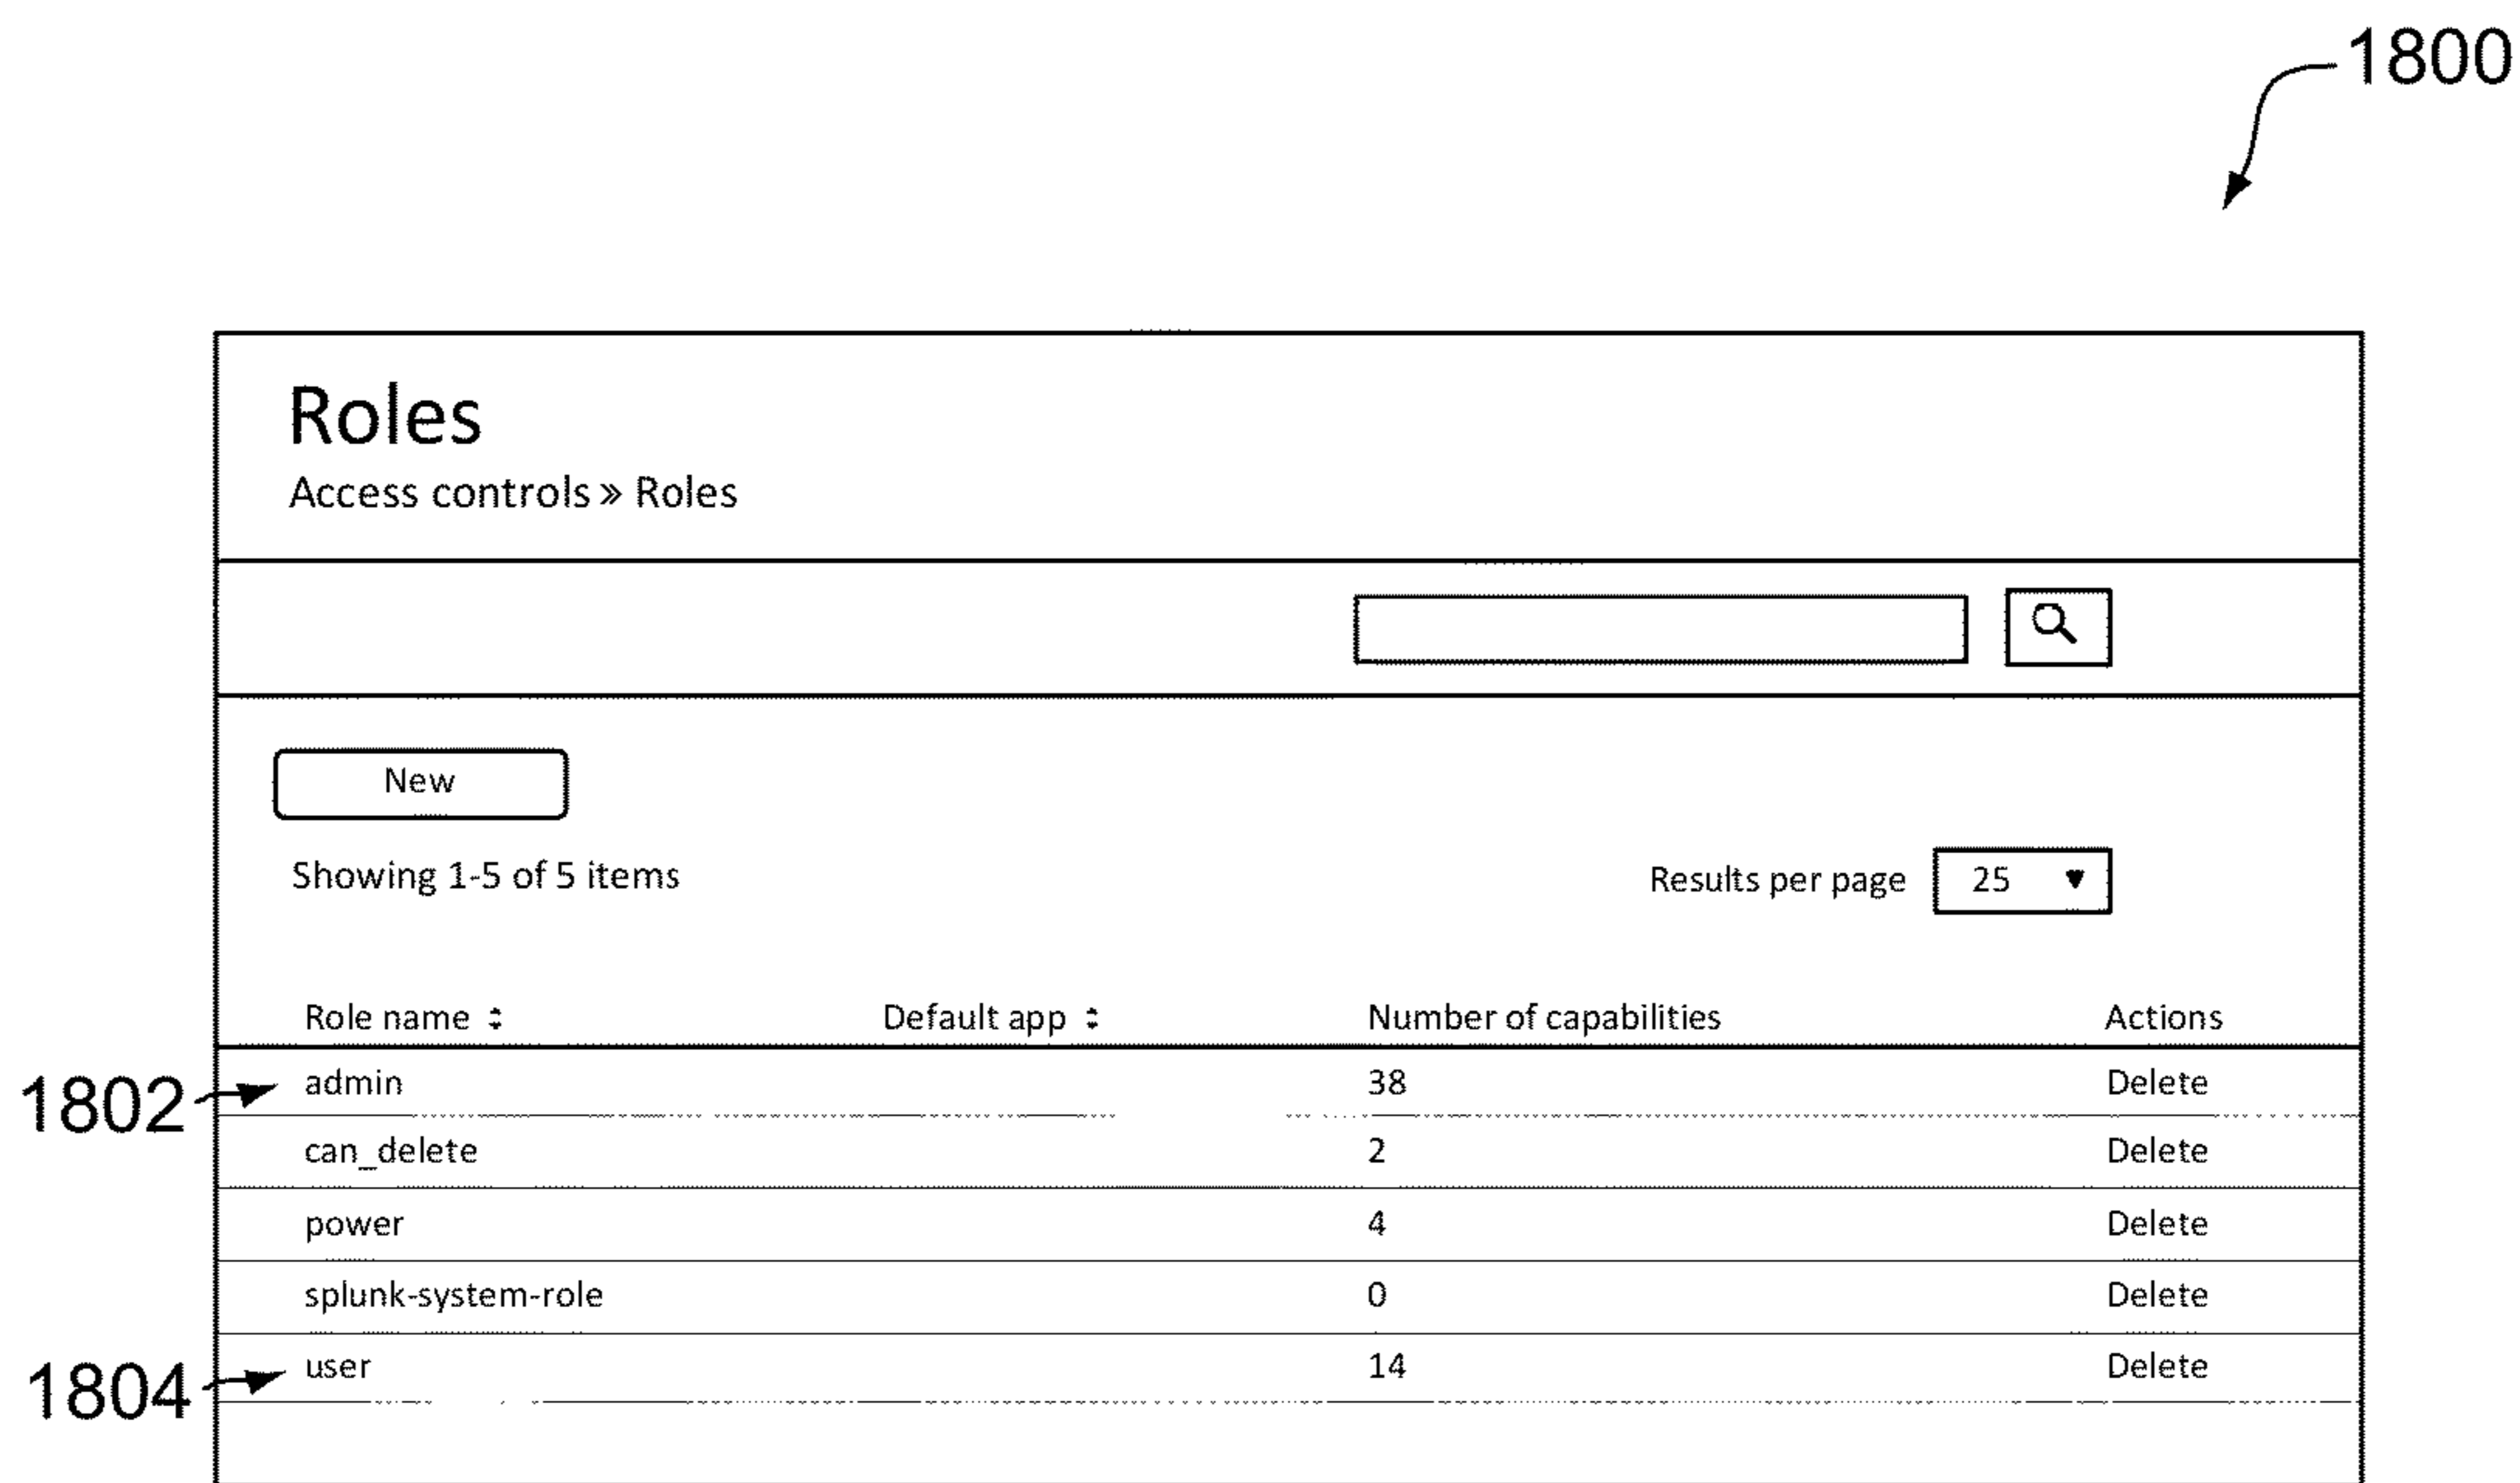 1800
Roles
Access controls » Roles
New
Showing 1-5 of 5 items
Results per page 25 ▼
Role name Default app Number of capabilities Actions
1802 admin 38 Delete
can_delete 2 Delete
power 4 Delete
splunk-system-role 0 Delete
1804 user 14 Delete